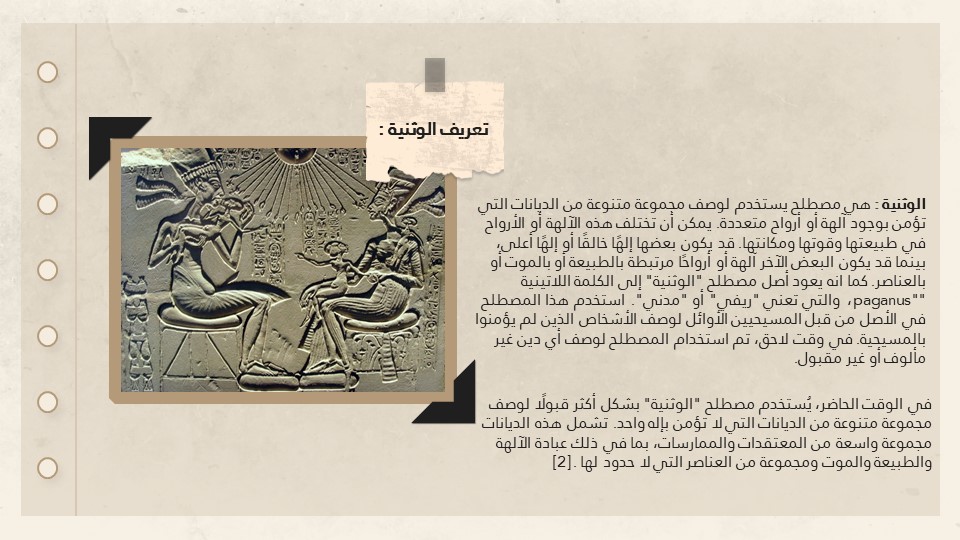 تعريف الوثنية :
الوثنية : هي مصطلح يستخدم لوصف مجموعة متنوعة من الديانات التي
تؤمن بوجود آلهة أو أرواح متعددة. يمكن أن تختلف هذه الآلهة أو الأرواح
في طبيعتها وقوتها ومكانتها. قد يكون بعضها إلهًا خالقًا أو إلهًا أعلى،
بينما قد يكون البعض الآخر آلهة أو أرواحًا مرتبطة بالطبيعة أو بالموت أو
بالعناصر. كما انه يعود أصل مصطلح "الوثنية" إلى الكلمة اللاتينية
""paganus، والتي تعني "ريفي" أو "مدني". استخدم هذا المصطلح
في الأصل من قبل المسيحيين الأوائل لوصف الأشخاص الذين لم يؤمنوا
بالمسيحية. في وقت لاحق، تم استخدام المصطلح لوصف أي دين غير
مألوف أو غير مقبول.
في الوقت الحاضر، يُستخدم مصطلح "الوثنية" بشكل أكثر قبولًا لوصف
مجموعة متنوعة من الديانات التي لا تؤمن بإله واحد. تشمل هذه الديانات
مجموعة واسعة من المعتقدات والممارسات، بما في ذلك عبادة الآلهة
والطبيعة والموت ومجموعة من العناصر التي لا حدود لها .[2]